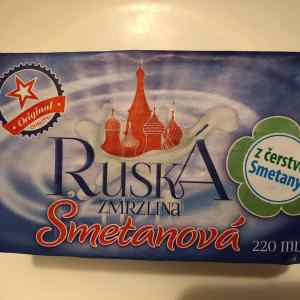 Original
RUSKÁ
ZMRZLINA
Smetanová
z čerstvé
Smetany
220 ml